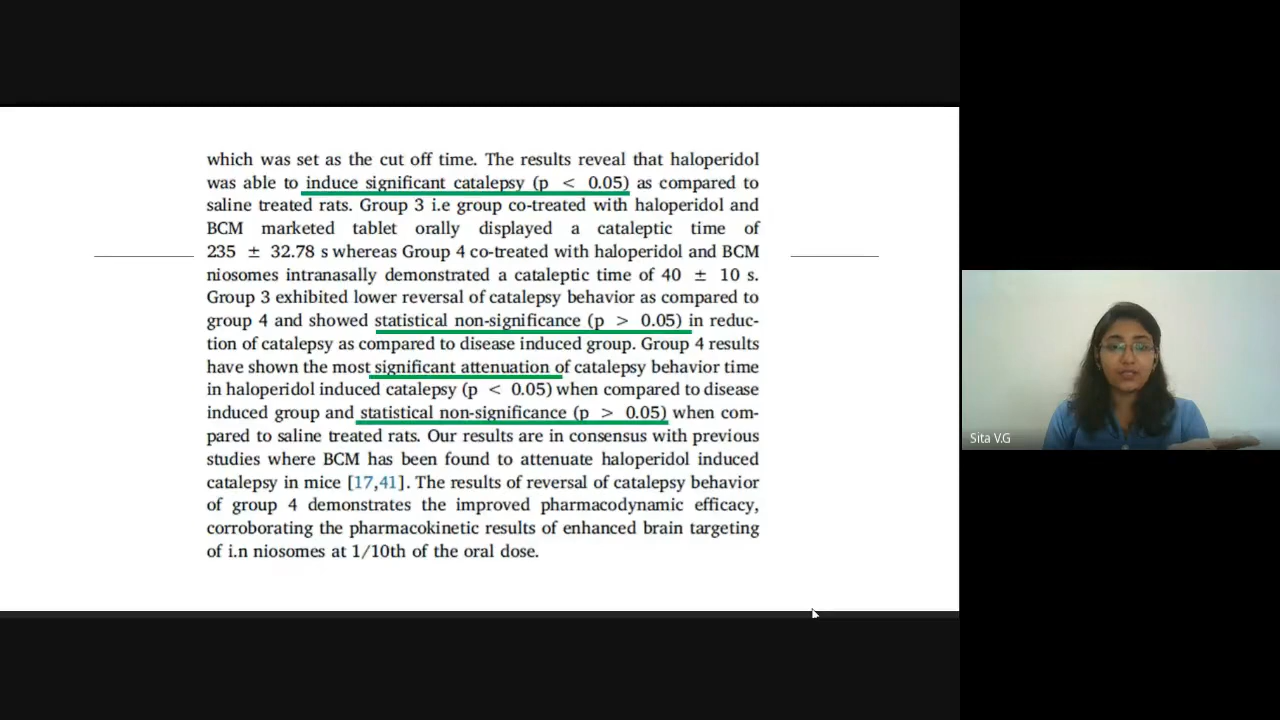 which was set as the cut off time. The results reveal that haloperidol
was able to induce significant catalepsy (p < 0.05) as compared to
saline treated rats. Group 3 i.e group co-treated with haloperidol and
BCM marketed tablet orally displayed a cataleptic time of
235 ± 32.78 s whereas Group 4 co-treated with haloperidol and BCM
niosomes intranasally demonstrated a cataleptic time of 40 ± 10 s.
Group 3 exhibited lower reversal of catalepsy behavior as compared to
group 4 and showed statistical non-significance (p > 0.05) in reduc-
tion of catalepsy as compared to disease induced group. Group 4 results
have shown the most significant attenuation of catalepsy behavior time
in haloperidol induced catalepsy (p < 0.05) when compared to disease
induced group and statistical non-significance (p > 0.05) when com-
pared to saline treated rats. Our results are in consensus with previous
studies where BCM has been found to attenuate haloperidol induced
catalepsy in mice [17,41]. The results of reversal of catalepsy behavior
of group 4 demonstrates the improved pharmacodynamic efficacy,
corroborating the pharmacokinetic results of enhanced brain targeting
of i.n niosomes at 1/10th of the oral dose.
Sita V.G